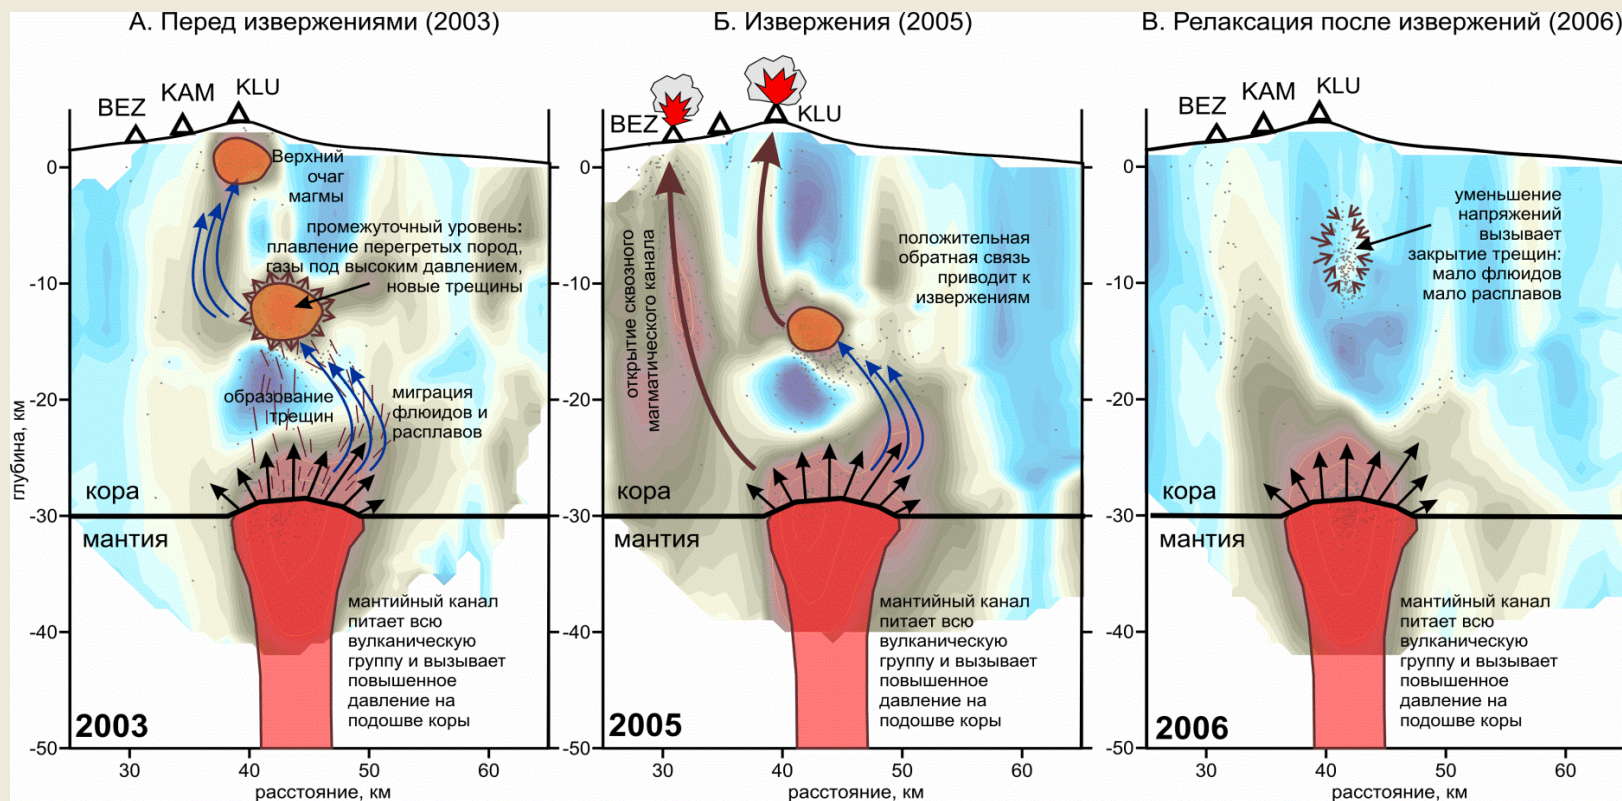 А. Перед извержениями (2003)
BEZ
KAM
KLU
Верхний
очаг
магмы
промежуточный уровень:
плавление перегретых пород,
газы под высоким давлением,
новые трещины
образование
трещин
миграция
флюидов и
расплавов
кора
мантия
мантийный канал
питает всю
вулканическую
группу и вызывает
повышенное
давление на
подошве коры
2003
глубина, км
0
-10
-20
-30
-40
-50
30
40
50
60
расстояние, км
Б. Извержения (2005)
BEZ
KLU
открытие сквозного
магматического канала
положительная
обратная связь
приводит к
извержениям
кора
мантия
мантийный канал
питает всю
вулканическую
группу и вызывает
повышенное
давление на
подошве коры
2005
0
-10
-20
-30
-40
-50
30
40
50
60
расстояние, км
В. Релаксация после извержений (2006)
BEZ
KAM
KLU
уменьшение
напряжений
вызывает
закрытие трещин:
мало флюидов
мало расплавов
кора
мантия
мантийный канал
питает всю
вулканическую
группу и вызывает
повышенное
давление на
подошве коры
2006
0
-10
-20
-30
-40
-50
30
40
50
60
расстояние, км